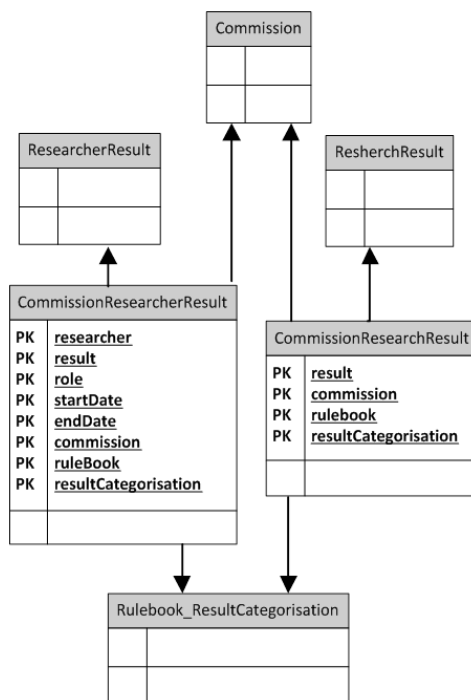 Commission
ResearcherResult
ResherchResult
CommissionResearcherResult
PK researcher
PK result
PK role
PK startDate
PK endDate
PK commission
PK ruleBook
PK resultCategorisation
CommissionResearchResult
PK result
PK commission
PK rulebook
PK resultCategorisation
Rulebook_ResultCategorisation